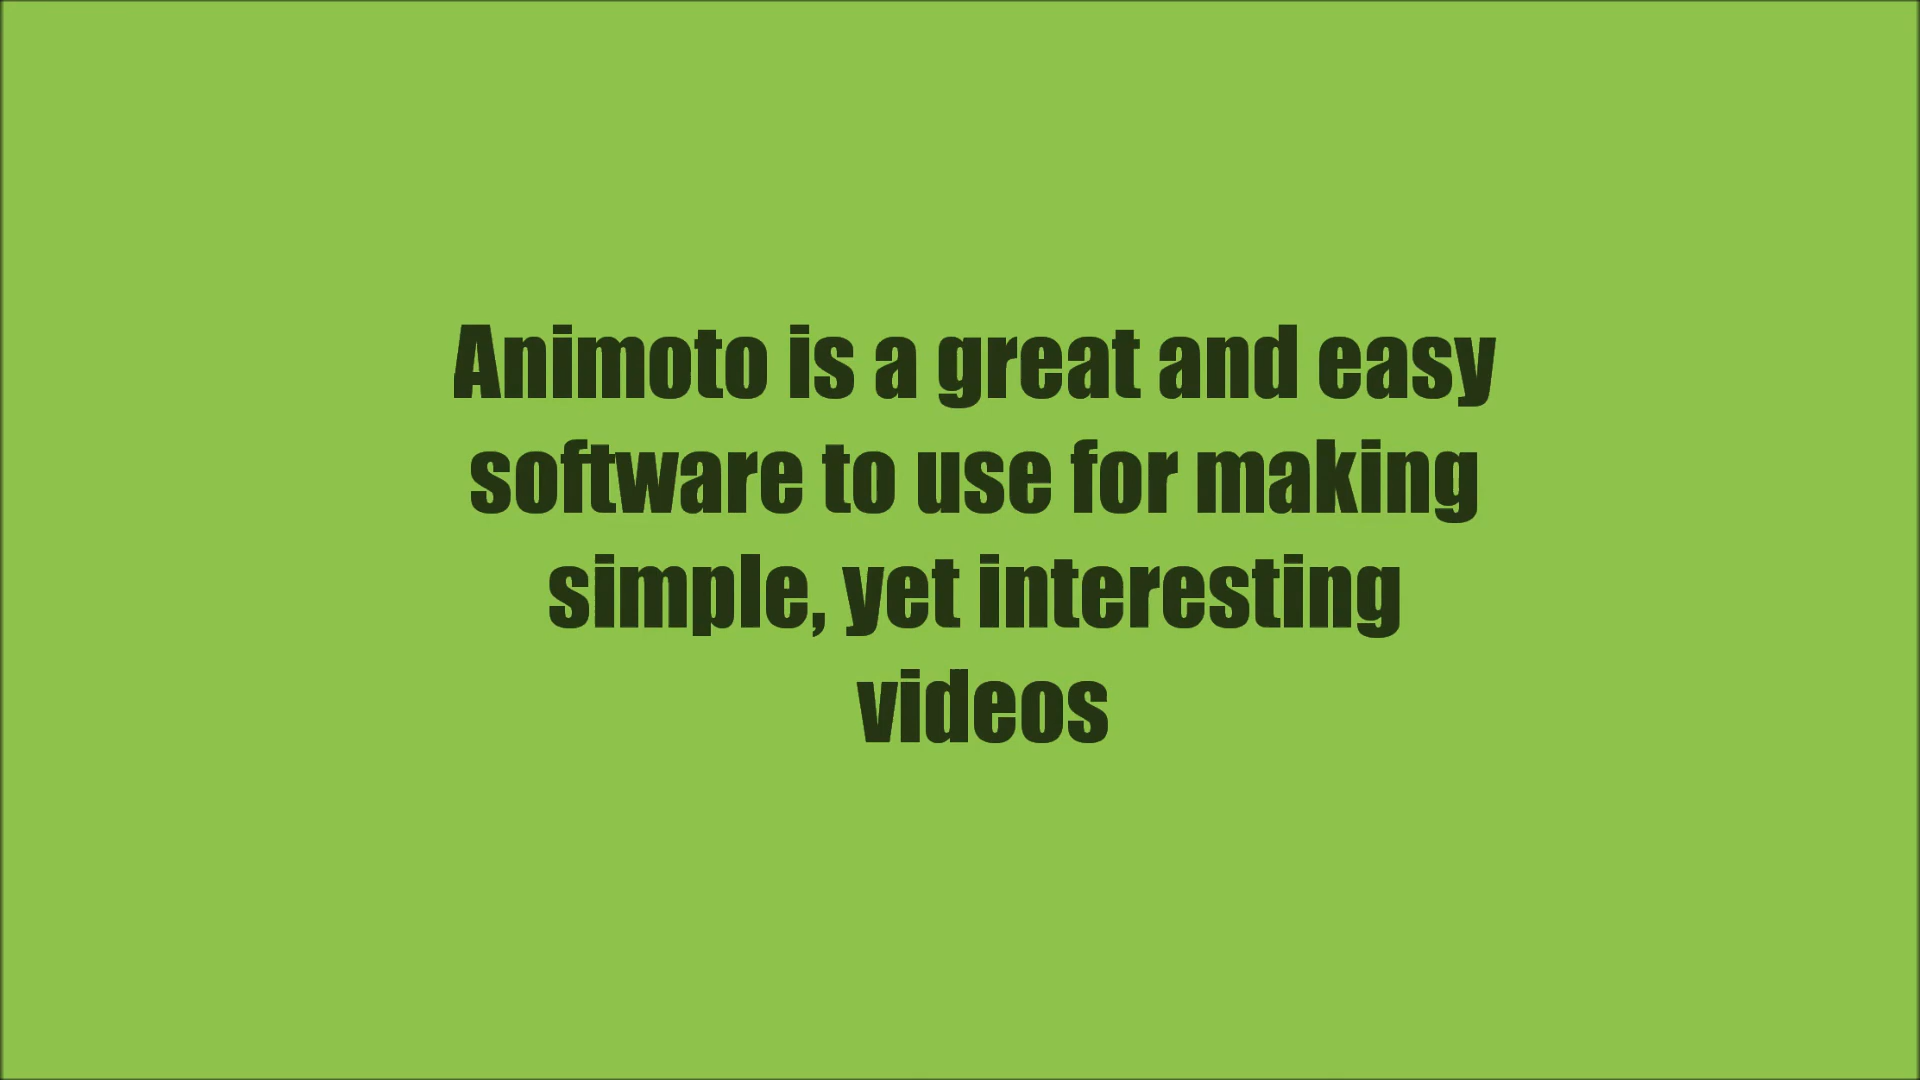 Animoto is a great and easy
software to use for making
simple, yet interesting
videos